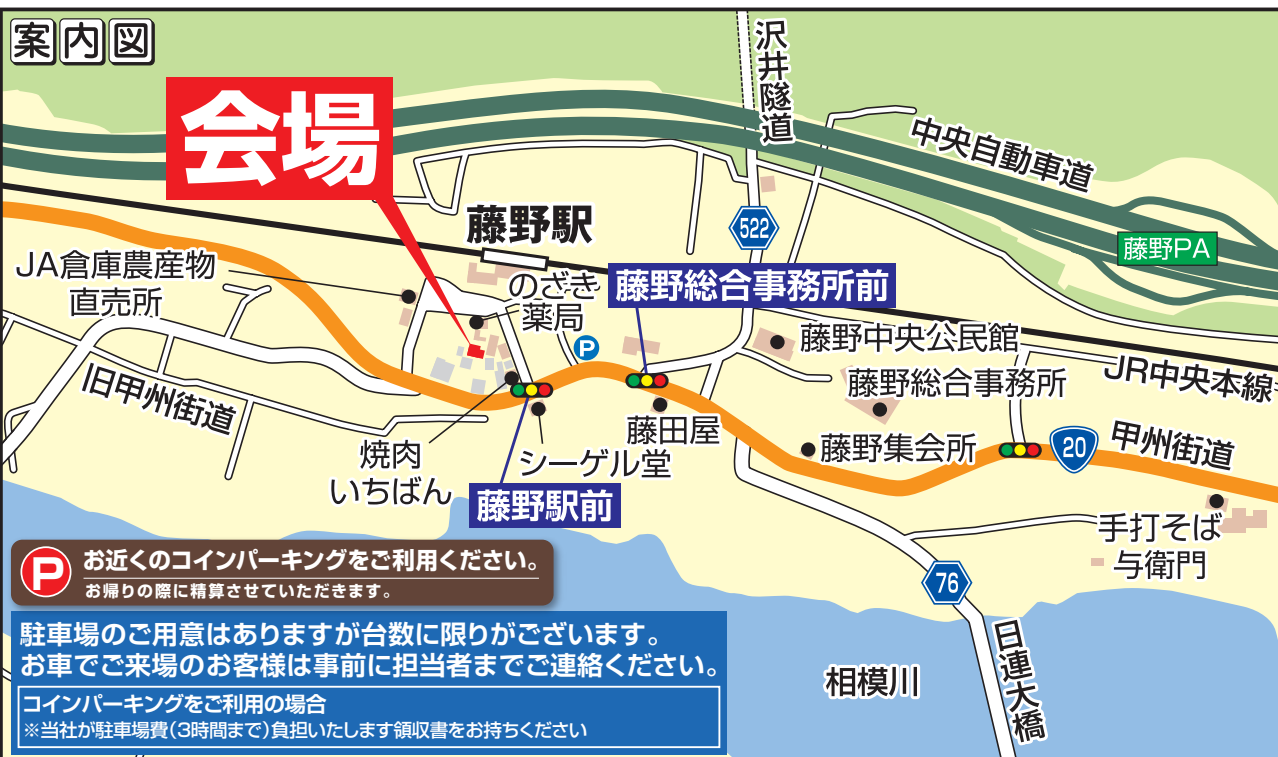 案内図
沢井隧道
会場
中央自動車道
藤野駅
522
藤野PA
JA倉庫農産物
直売所
のざき
薬局
藤野総合事務所前
P
藤野中央公民館
JR中央本線
旧甲州街道
藤野総合事務所
焼肉
いちばん
シーゲル堂
藤田屋
藤野集会所
20
甲州街道
藤野駅前
手打そば
与衛門
76
日連大橋
相模川
P
お近くのコインパーキングをご利用ください。
お帰りの際に精算させていただきます。
駐車場のご用意はありますが台数に限りがございます。
お車でご来場のお客様は事前に担当者までご連絡ください。
コインパーキングをご利用の場合
※当社が駐車場費(3時間まで)負担いたします領収書をお持ちください